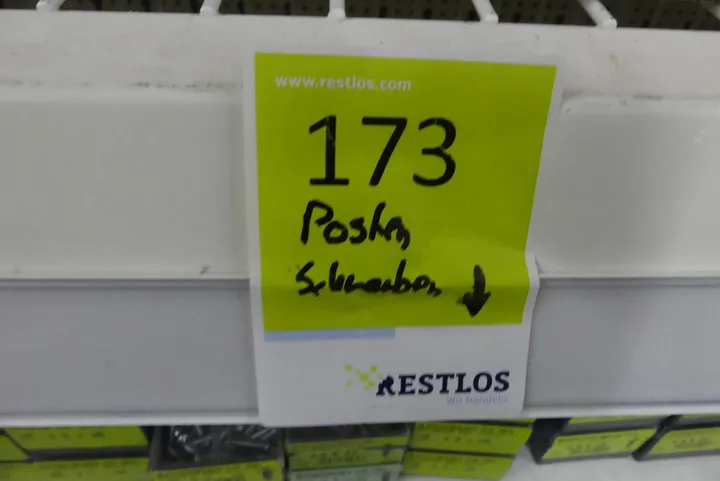 www.restlos.com
173
Posten
Schrauben
RESTLOS
Wir handeln